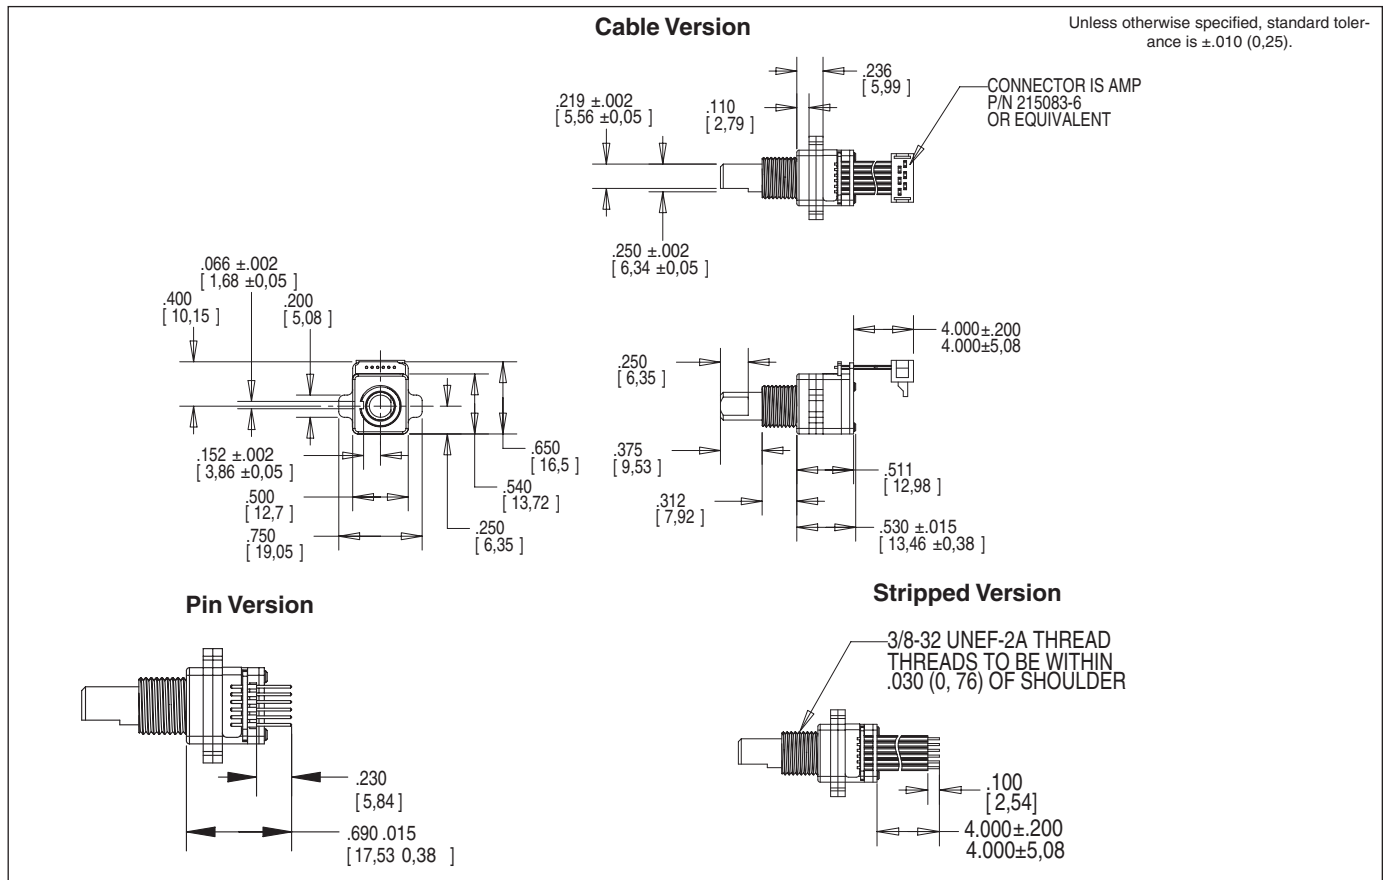 Cable Version
Unless otherwise specified, standard toler-
ance is ±.010 (0,25).
.236
[ 5,99 ]
.219 ±.002
[ 5,56 ±0,05 ]
.110
[ 2,79 ]
CONNECTOR IS AMP
P/N 215083-6
OR EQUIVALENT
.250 ±.002
[ 6,34 ±0,05 ]
.066 ±.002
[ 1,68 ±0,05 ]
.400
[ 10,15 ]
.200
[ 5,08 ]
.152 ±.002
[ 3,86 ±0,05 ]
.500
[ 12,7 ]
.750
[ 19,05 ]
.650
[ 16,5 ]
.540
[ 13,72 ]
.250
[ 6,35 ]
4.000±.200
4.000±5,08
.250
[ 6,35 ]
.375
[ 9,53 ]
.312
[ 7,92 ]
.511
[ 12,98 ]
.530 ±.015
[ 13,46 ±0,38 ]
Pin Version
.230
[ 5,84 ]
.690 .015
[ 17,53 0,38 ]
Stripped Version
3/8-32 UNEF-2A THREAD
THREADS TO BE WITHIN
.030 (0, 76) OF SHOULDER
.100
[ 2,54]
4.000±.200
4.000±5,08